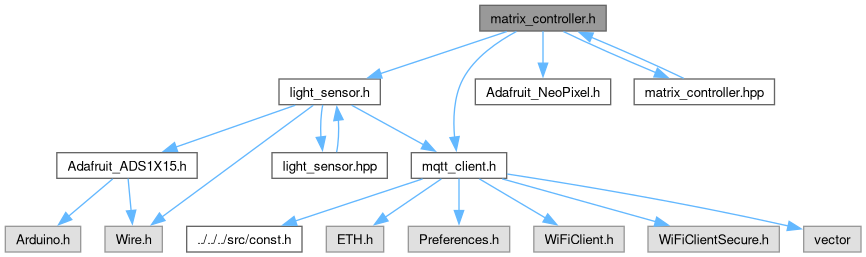 matrix_controller.h
light_sensor.h
Adafruit_NeoPixel.h
matrix_controller.hpp
Adafruit_ADS1X15.h
light_sensor.hpp
mqtt_client.h
Arduino.h
Wire.h
../../../src/const.h
ETH.h
Preferences.h
WiFiClient.h
WiFiClientSecure.h
vector